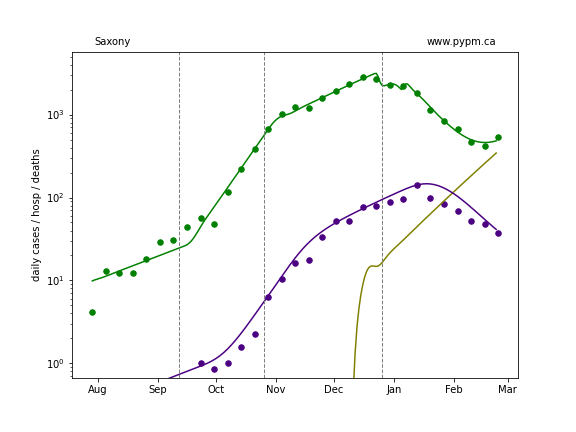 Saxony
www.pypm.ca
daily cases / hosp / deaths
10³
10²
10¹
10⁰
Aug Sep Oct Nov Dec Jan Feb Mar